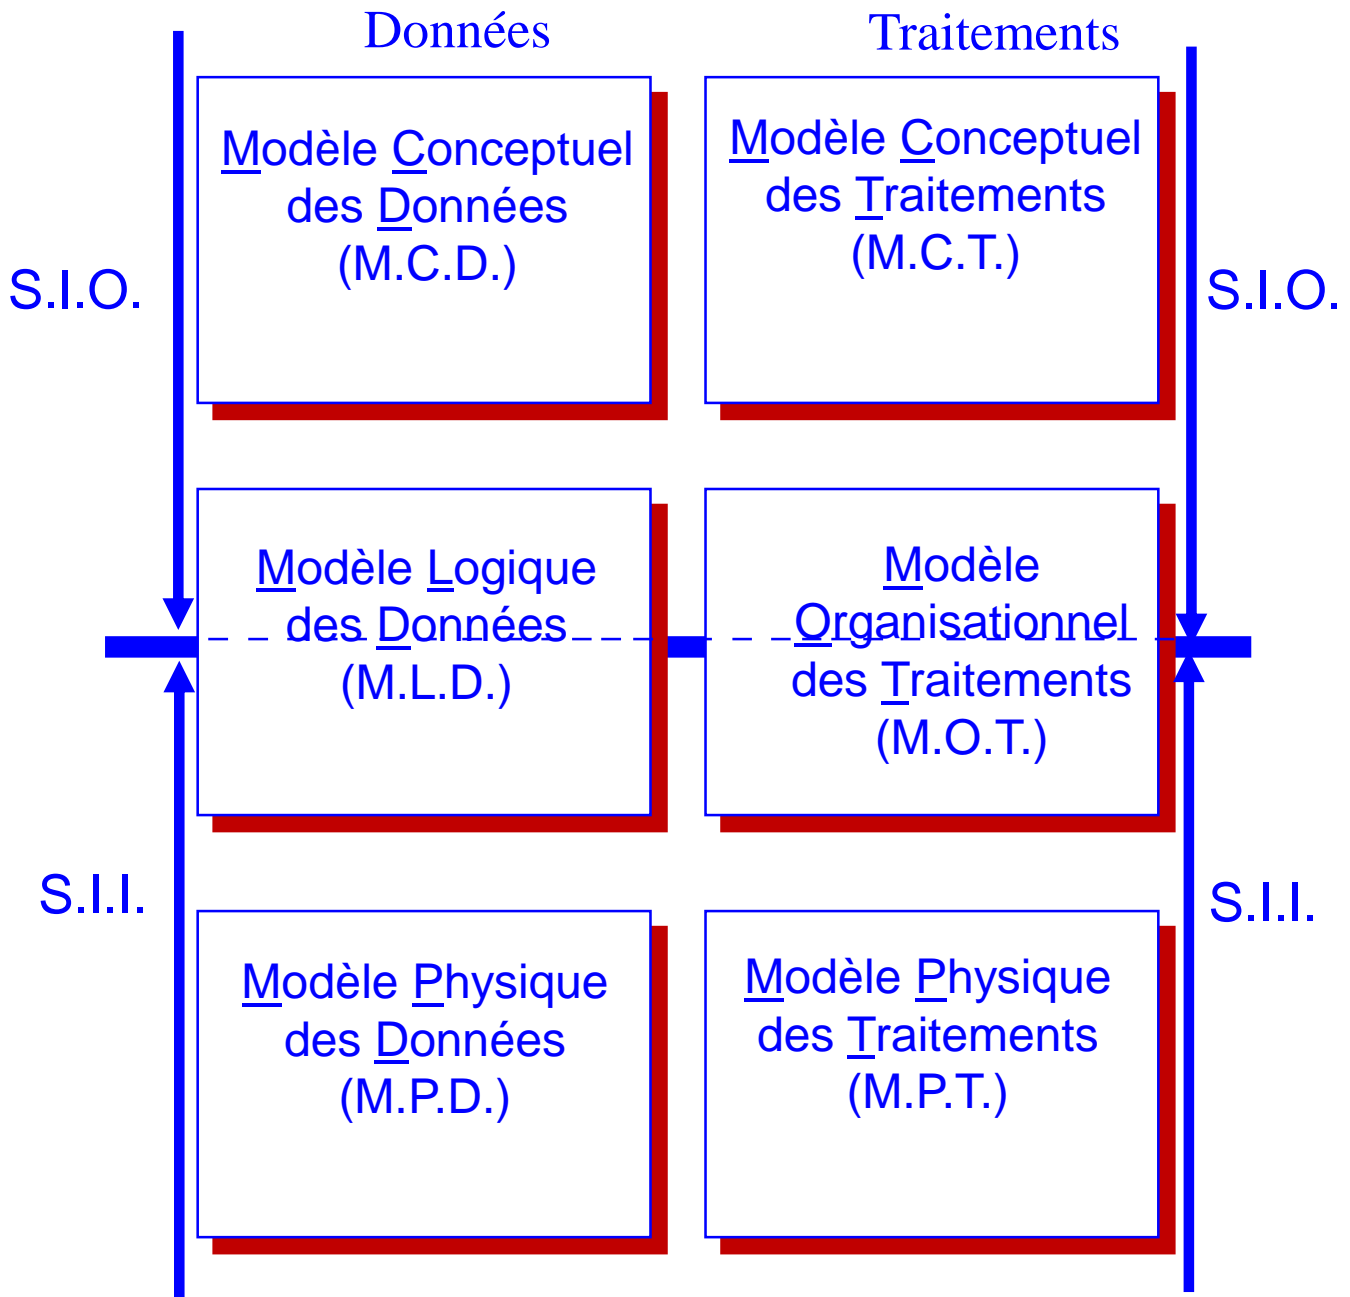 Données
Traitements
Modèle Conceptuel
des Données
(M.C.D.)
Modèle Conceptuel
des Traitements
(M.C.T.)
S.I.O.
S.I.O.
Modèle Logique
des Données
(M.L.D.)
Modèle
Organisationnel
des Traitements
(M.O.T.)
S.I.I.
S.I.I.
Modèle Physique
des Données
(M.P.D.)
Modèle Physique
des Traitements
(M.P.T.)